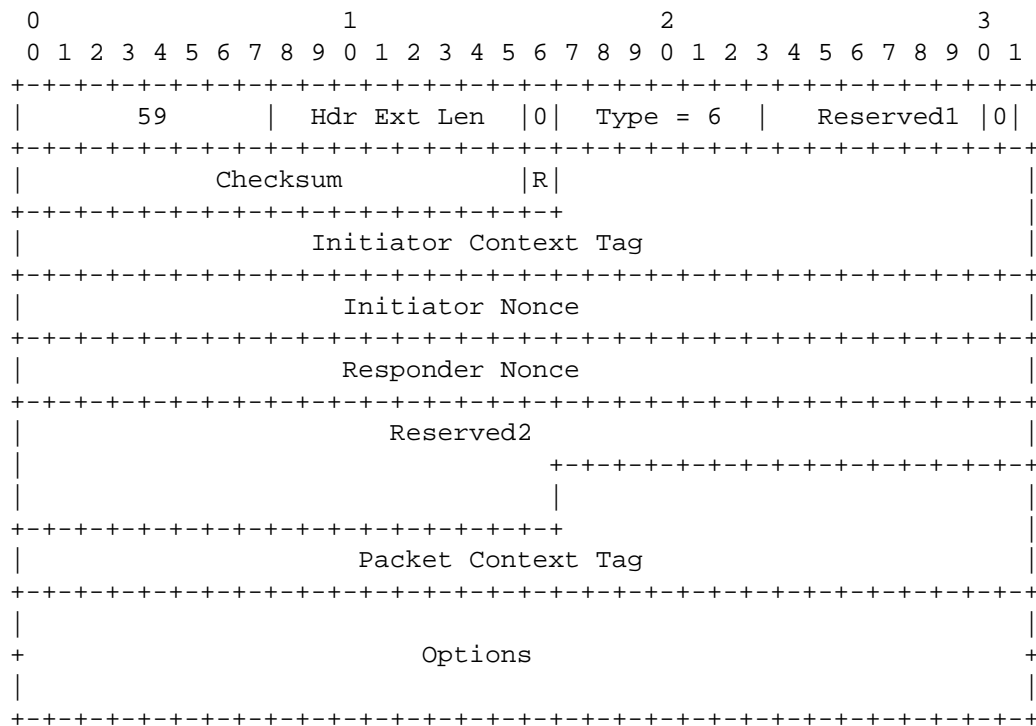 0                   1                   2                   3
0 1 2 3 4 5 6 7 8 9 0 1 2 3 4 5 6 7 8 9 0 1 2 3 4 5 6 7 8 9 0 1
+-+-+-+-+-+-+-+-+-+-+-+-+-+-+-+-+-+-+-+-+-+-+-+-+-+-+-+-+-+-+-+-+
|       59      |  Hdr Ext Len  |0|  Type = 6   |   Reserved1 |0|
+-+-+-+-+-+-+-+-+-+-+-+-+-+-+-+-+-+-+-+-+-+-+-+-+-+-+-+-+-+-+-+-+
|            Checksum           |R|                             |
+-+-+-+-+-+-+-+-+-+-+-+-+-+-+-+-+-+                             |
|                  Initiator Context Tag                        |
+-+-+-+-+-+-+-+-+-+-+-+-+-+-+-+-+-+-+-+-+-+-+-+-+-+-+-+-+-+-+-+-+
|                    Initiator Nonce                            |
+-+-+-+-+-+-+-+-+-+-+-+-+-+-+-+-+-+-+-+-+-+-+-+-+-+-+-+-+-+-+-+-+
|                    Responder Nonce                            |
+-+-+-+-+-+-+-+-+-+-+-+-+-+-+-+-+-+-+-+-+-+-+-+-+-+-+-+-+-+-+-+-+
|                       Reserved2                               |
|                                 +-+-+-+-+-+-+-+-+-+-+-+-+-+-+-+
|                                 |                             |
+-+-+-+-+-+-+-+-+-+-+-+-+-+-+-+-+-+                             |
|                     Packet Context Tag                        |
+-+-+-+-+-+-+-+-+-+-+-+-+-+-+-+-+-+-+-+-+-+-+-+-+-+-+-+-+-+-+-+-+
|                                                               |
+                         Options                               +
|                                                               |
+-+-+-+-+-+-+-+-+-+-+-+-+-+-+-+-+-+-+-+-+-+-+-+-+-+-+-+-+-+-+-+-+